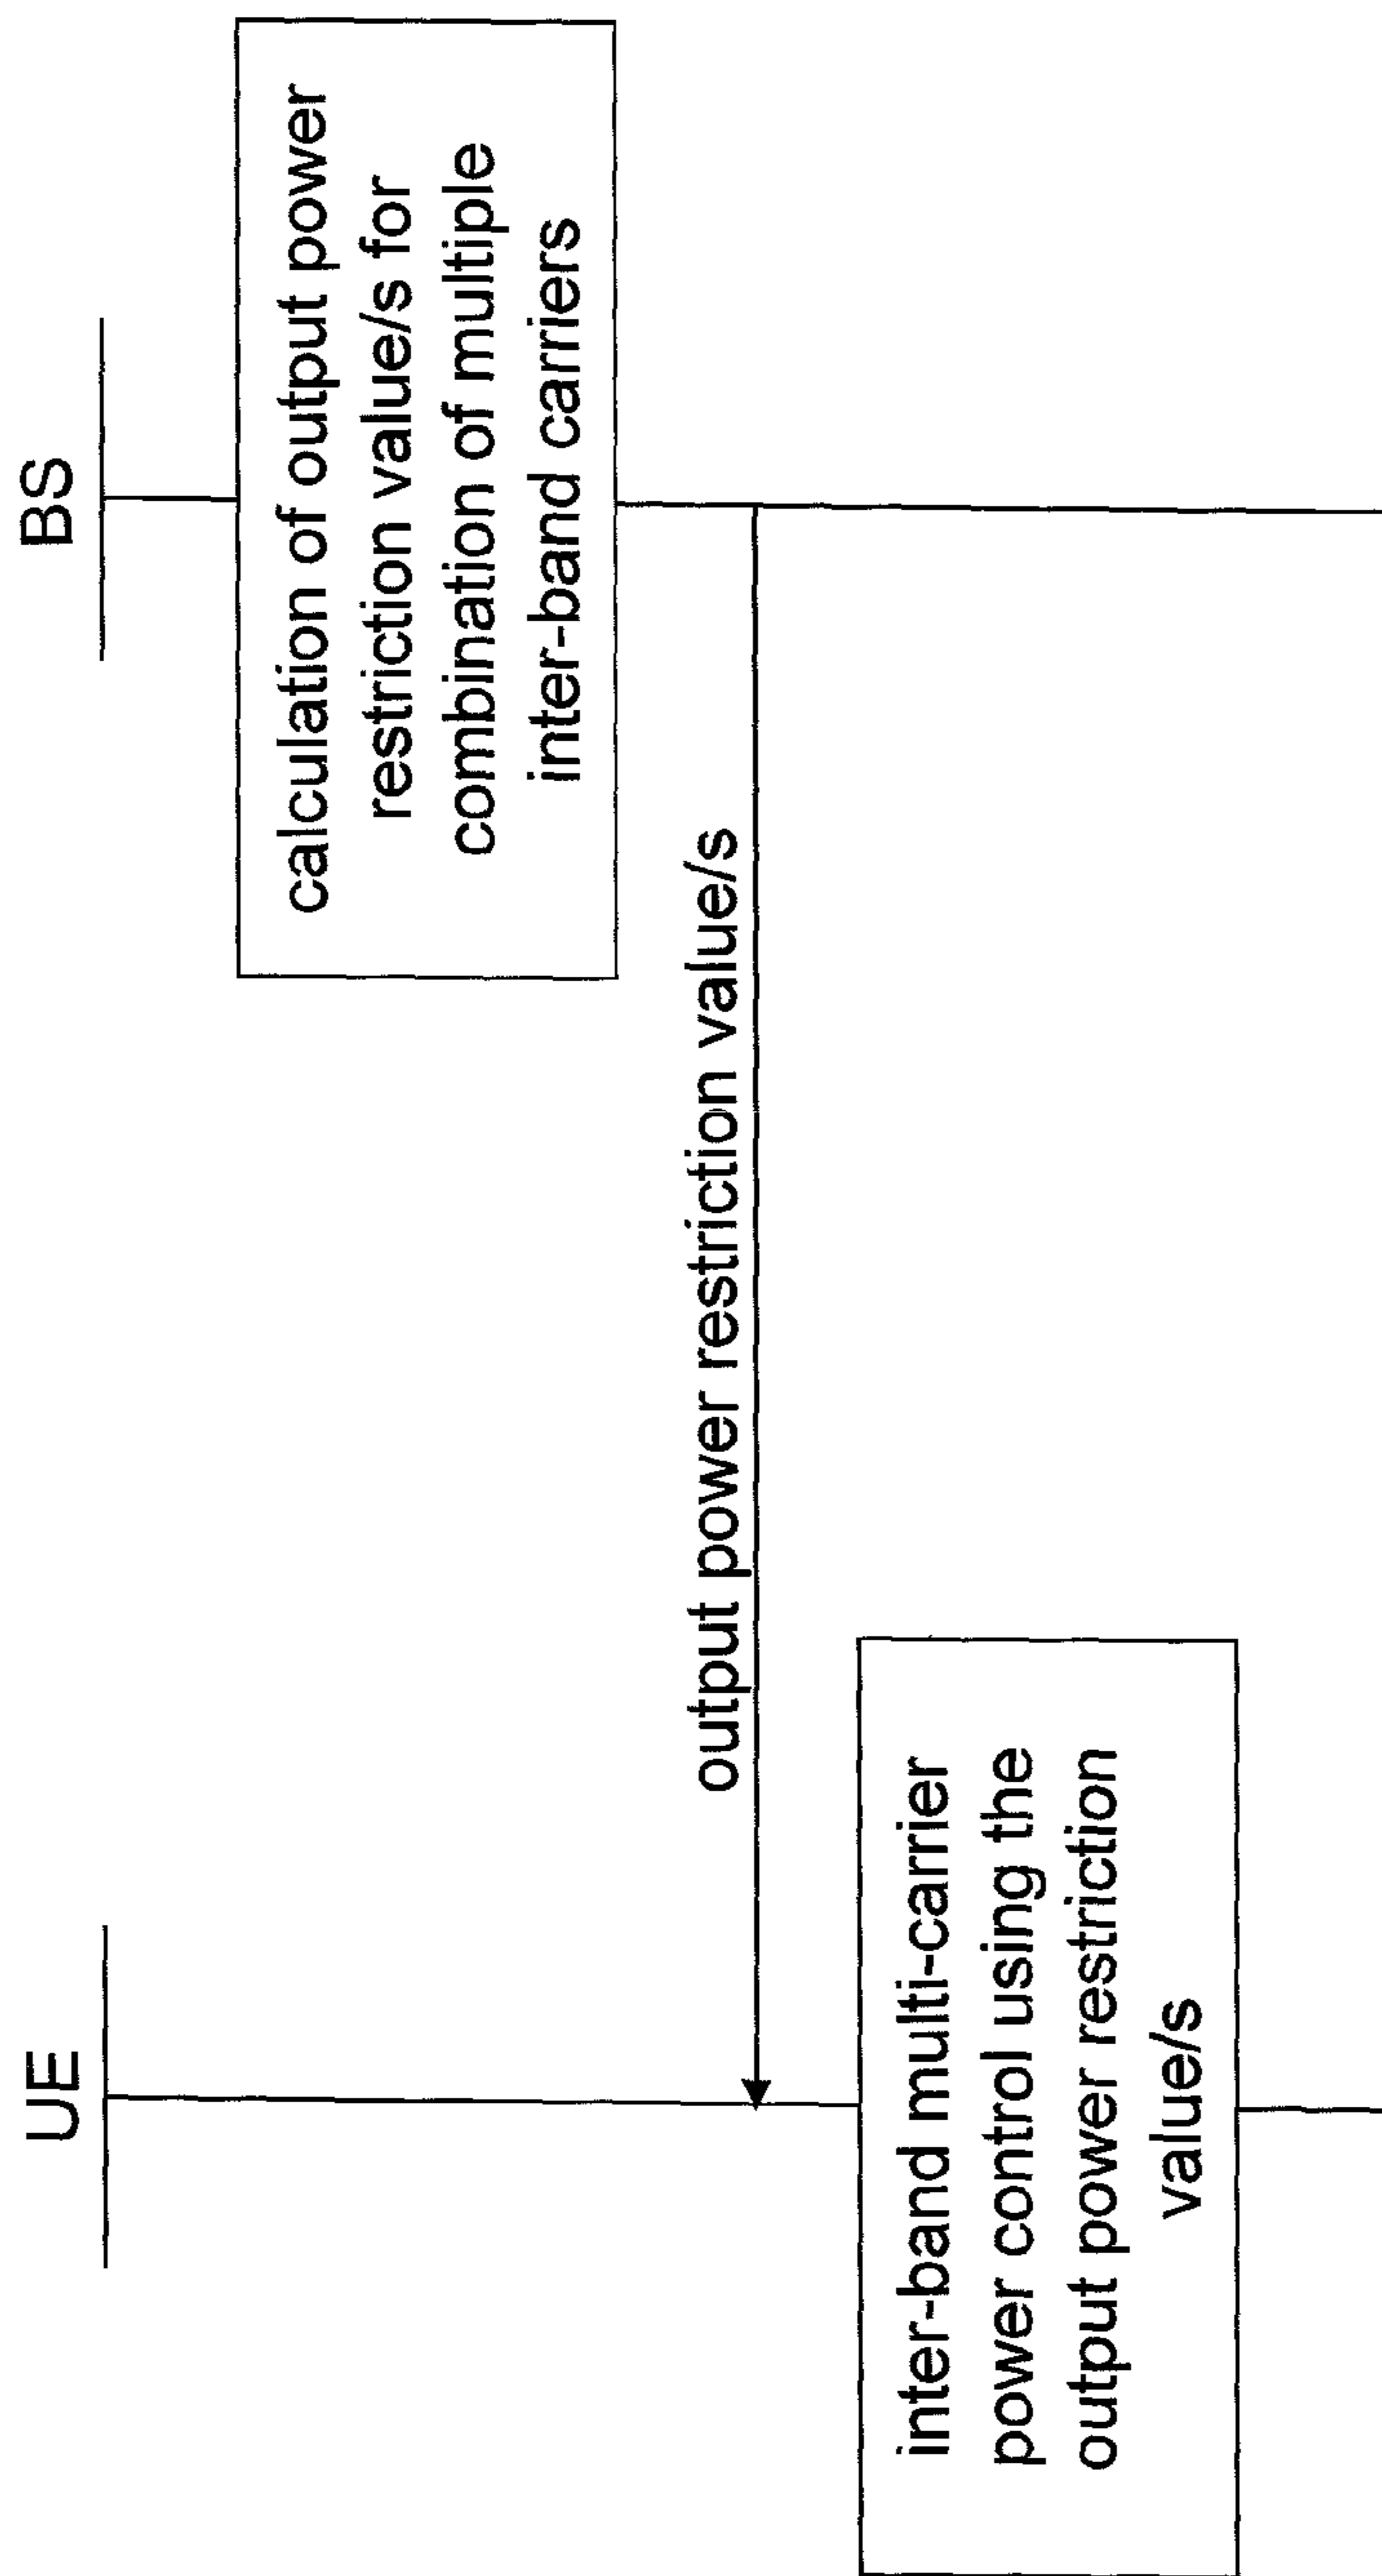 UE
BS
calculation of output power
restriction value/s for
combination of multiple
inter-band carriers
output power restriction value/s
inter-band multi-carrier
power control using the
output power restriction
value/s